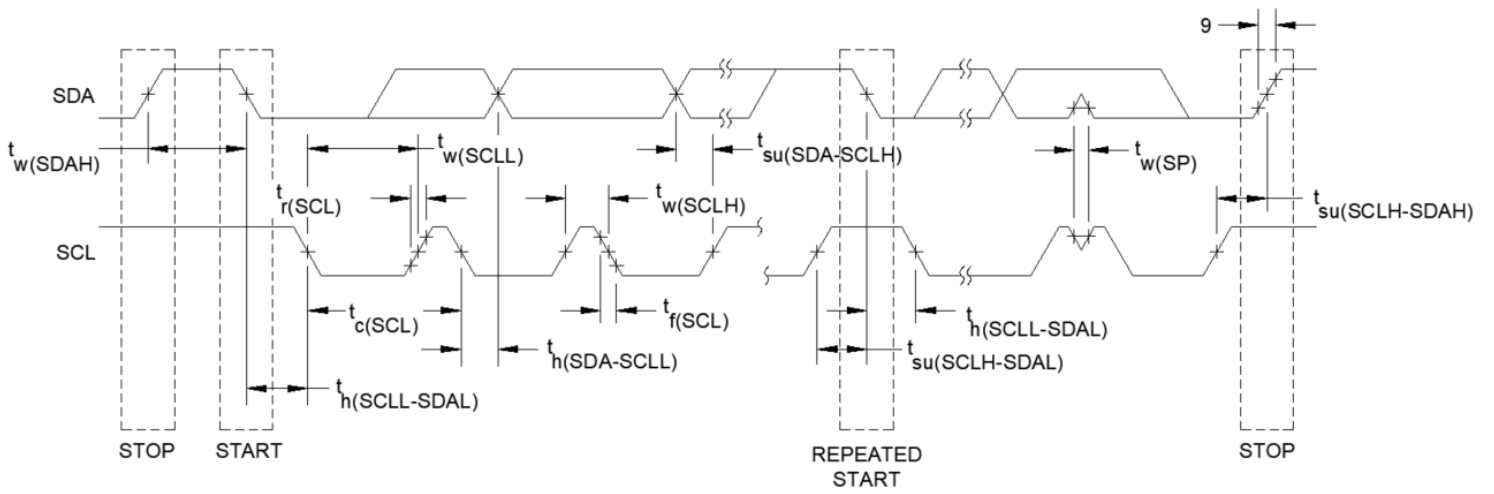 9
SDA
t w(SDAH)
t w(SCLL)
t su(SDA-SCLH)
t w(SP)
t r(SCL)
t w(SCLH)
t su(SCLH-SDAH)
SCL
t c(SCL)
t f(SCL)
t h(SCLL-SDAL)
t h(SDA-SCLL)
t su(SCLH-SDAL)
t h(SCLL-SDAL)
STOP
START
REPEATED
START
STOP